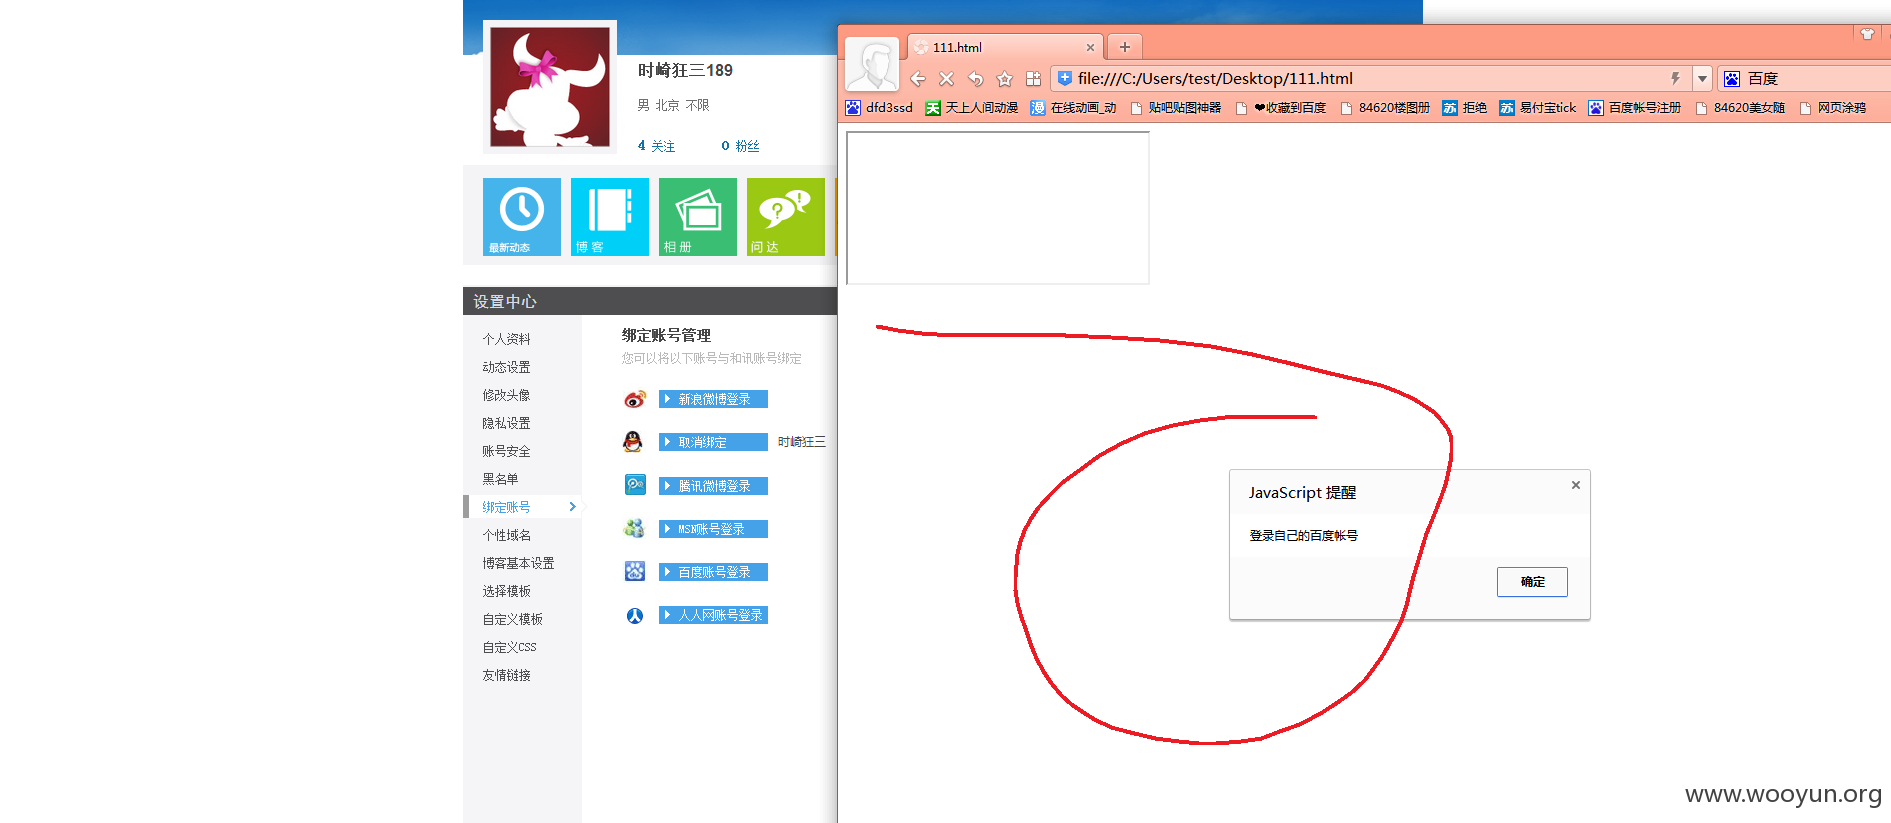 时崎狂三189
男 北京 不限
4 关注 0 粉丝
最新动态 博客 相册 问达
设置中心
个人资料
动态设置
修改头像
隐私设置
账号安全
黑名单
绑定账号
个性域名
博客基本设置
选择模板
自定义模板
自定义CSS
友情链接
绑定账号管理
您可以将以下账号与和讯账号绑定
新浪微博登录
取消绑定 时崎狂三
腾讯微博登录
MSN账号登录
百度账号登录
人人网账号登录
111.html
file:///C:/Users/test/Desktop/111.html 百度
dfd3ssd 天上人间动漫 在线动画_动 贴吧贴图神器 ❤收藏到百度 84620楼图册 拒绝 易付宝tick 百度帐号注册 84620美女随 网页涂鸦
JavaScript 提醒
登录自己的百度帐号
确定
www.wooyun.org